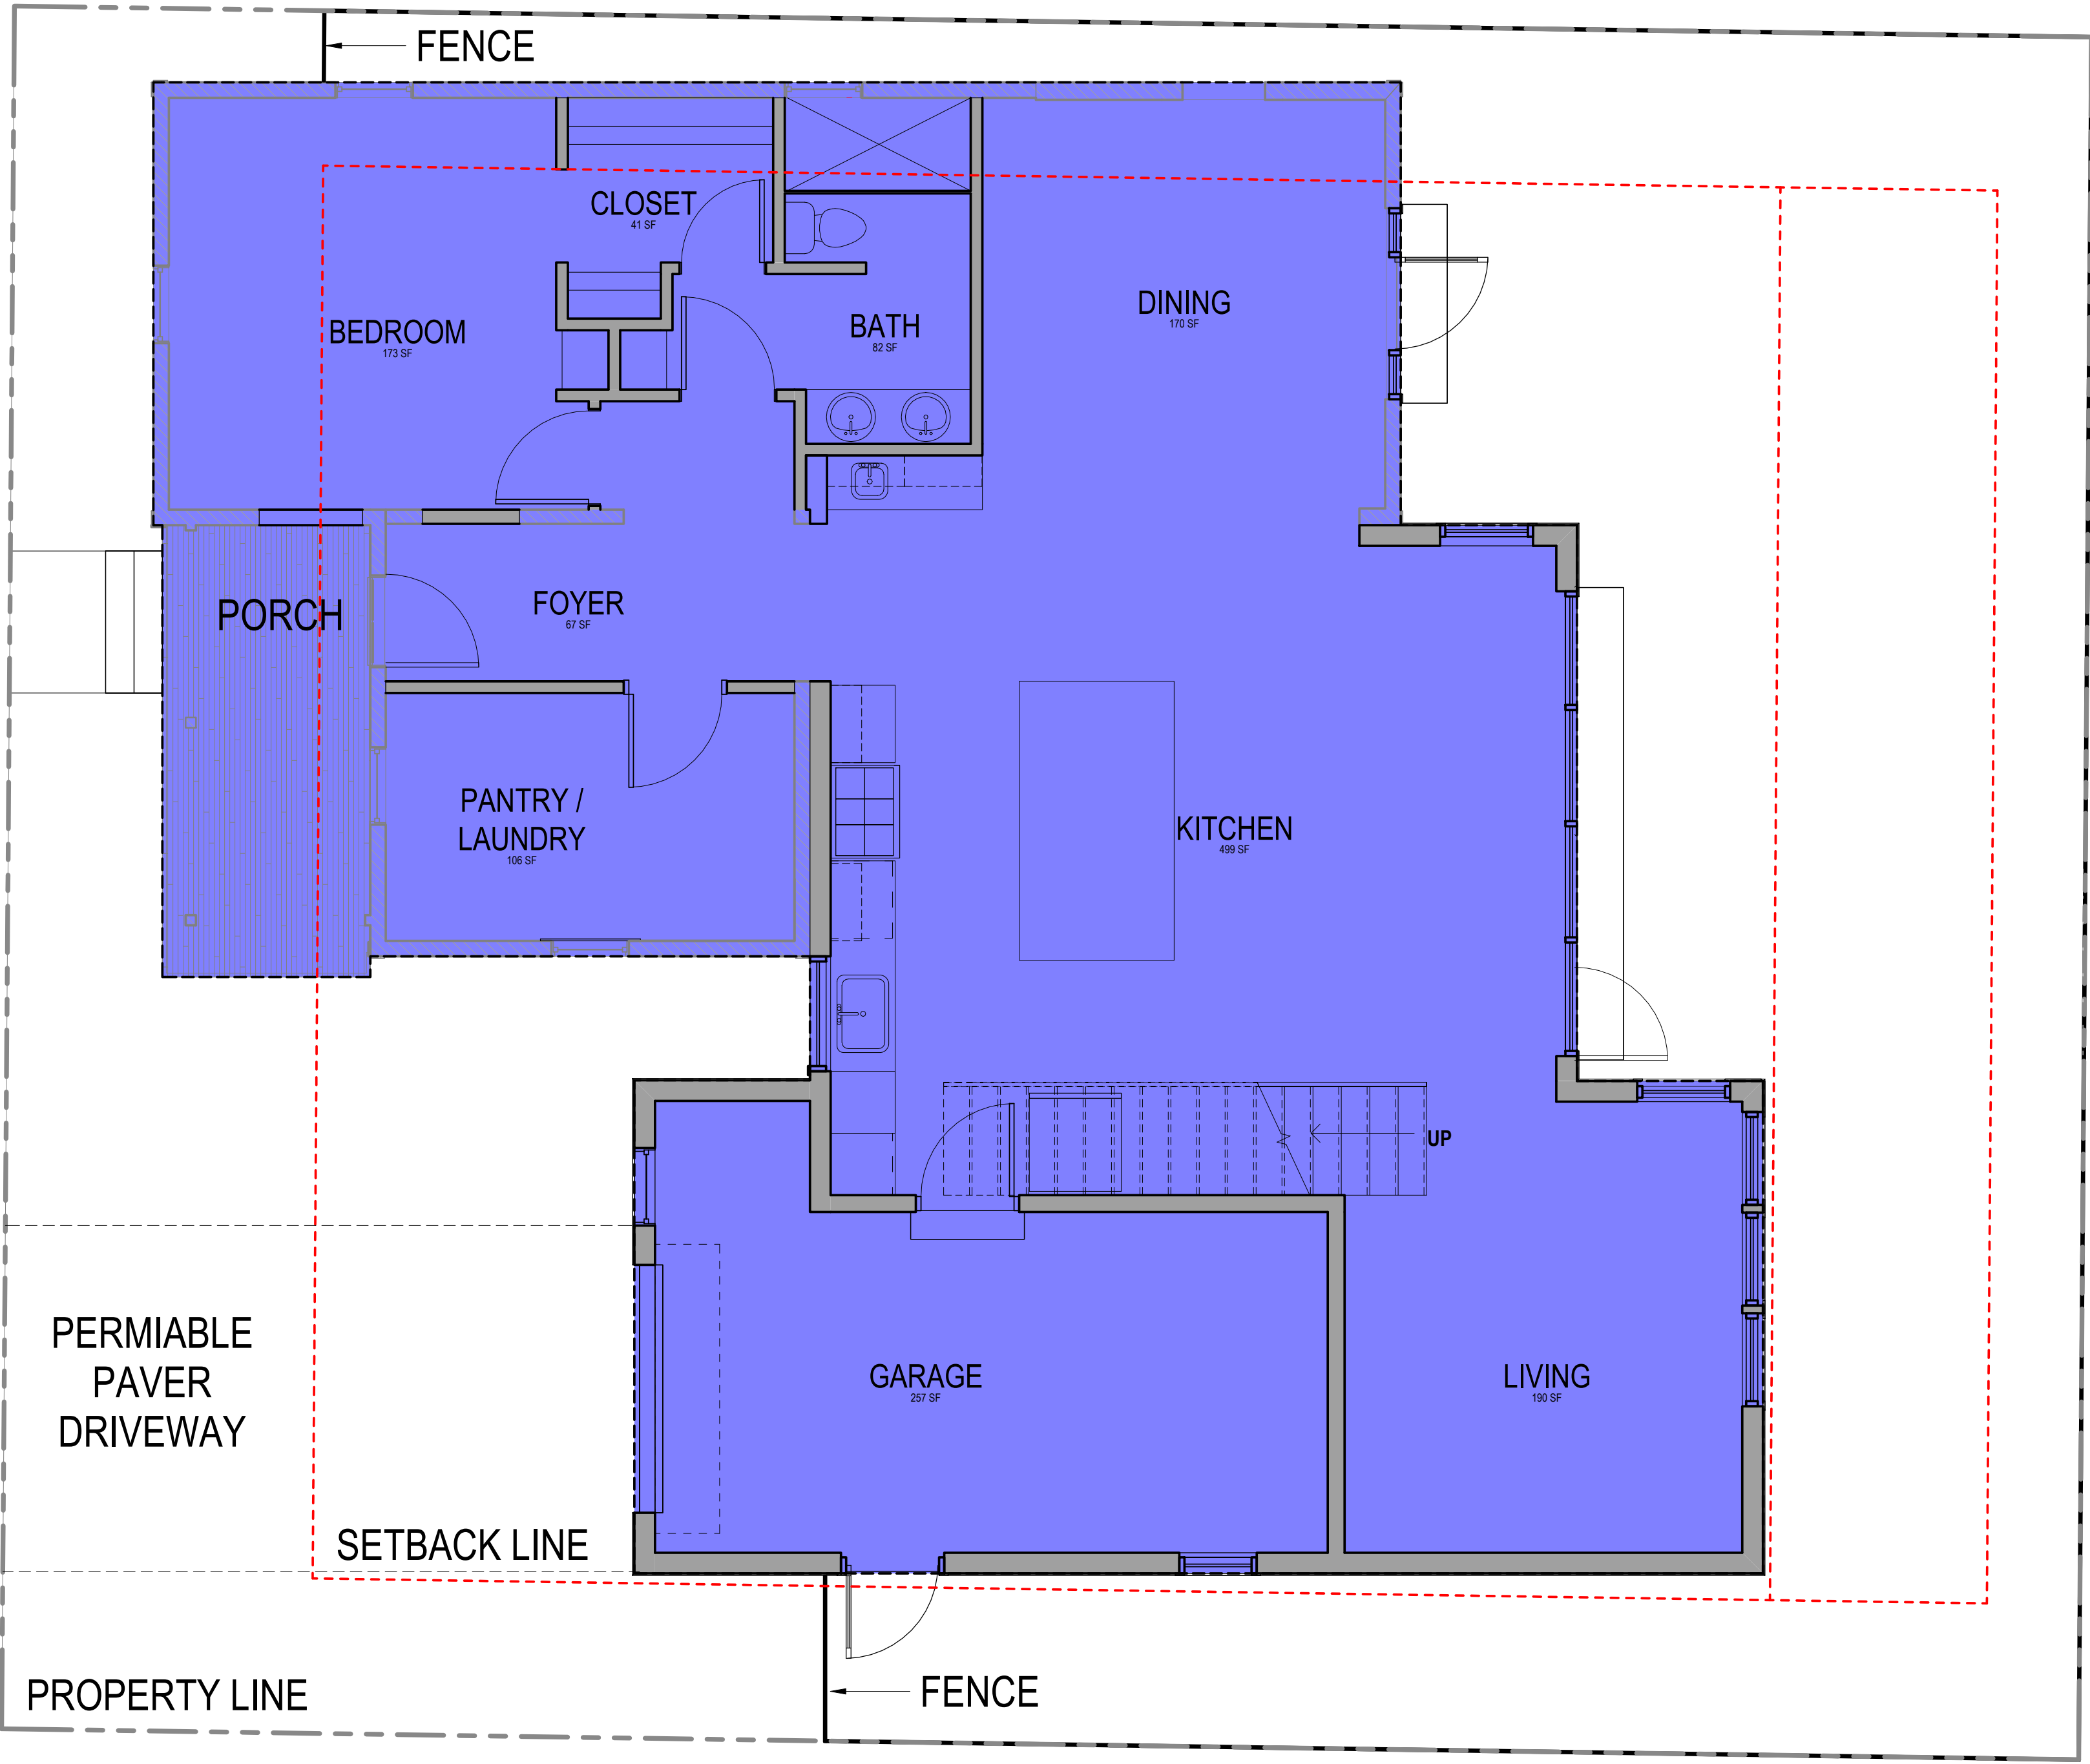 FENCE
CLOSET
41 SF
BEDROOM
173 SF
BATH
82 SF
DINING
170 SF
PORCH
FOYER
67 SF
PANTRY /
LAUNDRY
106 SF
KITCHEN
499 SF
UP
PERMIABLE
PAVER
DRIVEWAY
GARAGE
257 SF
LIVING
190 SF
SETBACK LINE
PROPERTY LINE
FENCE